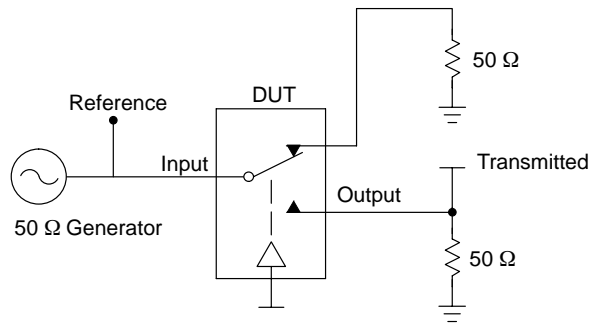 50 Ω
DUT
Reference
Input
Transmitted
Output
50 Ω Generator
50 Ω